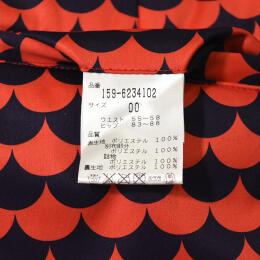 品番
159-6234102
サイズ
00
ウエスト 55-58
ヒップ 83-88
品質
表生地 ポリエステル 100%
別布部分
ポリエステル 100%
詰物
ポリエステル 100%
裏生地 ポリエステル 100%